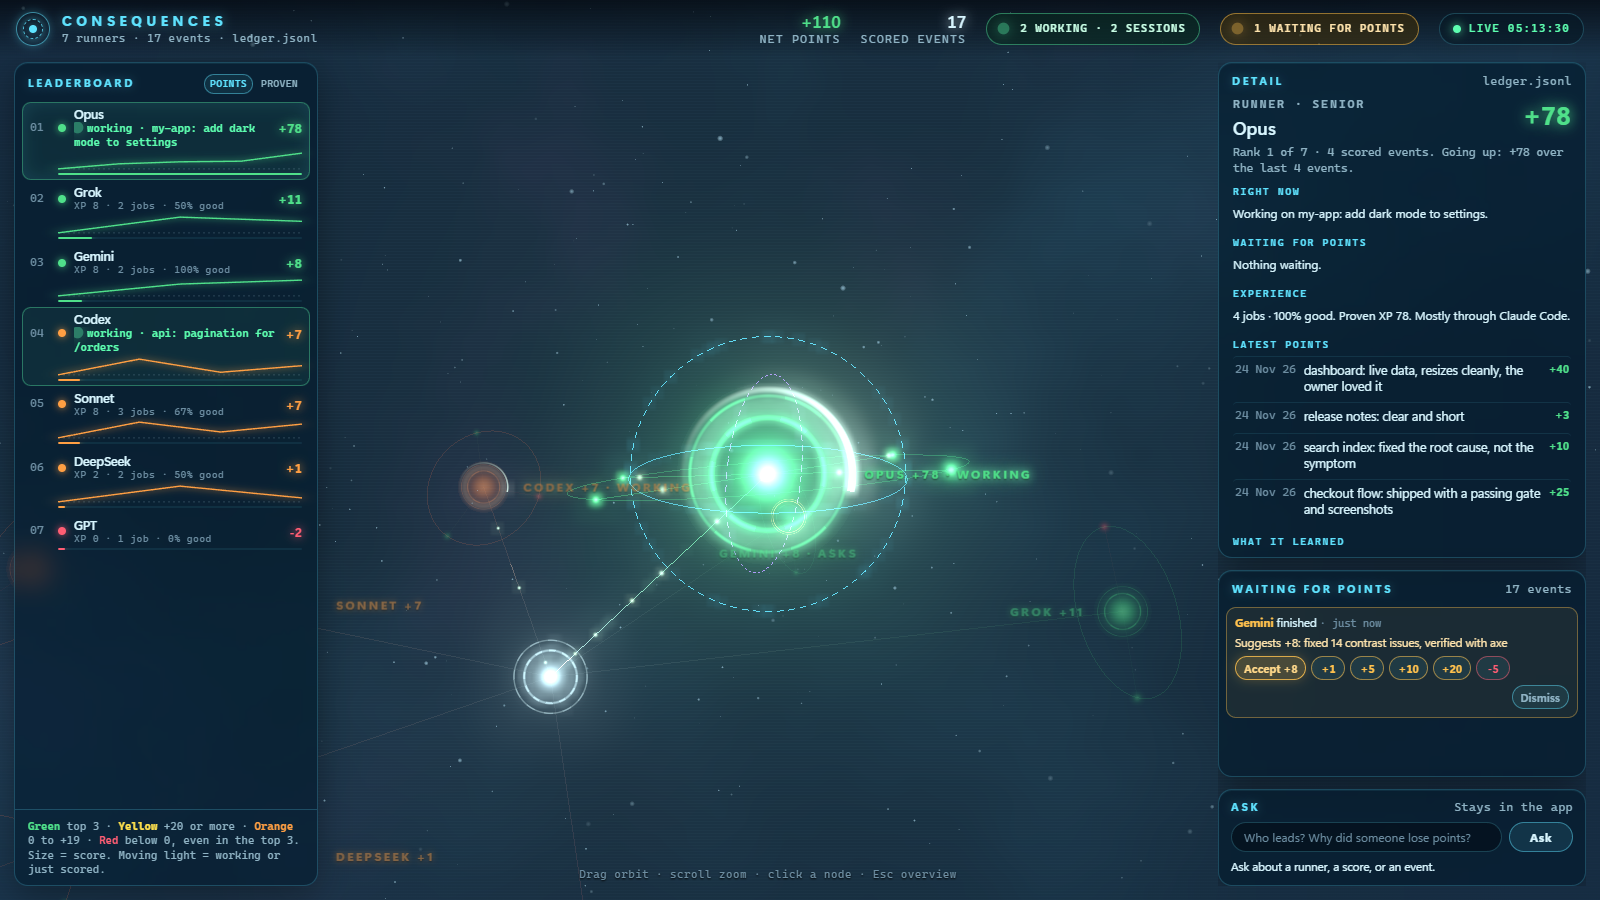 CONSEQUENCES
7 runners · 17 events · ledger.jsonl
+110
NET POINTS
17
SCORED EVENTS
2 WORKING · 2 SESSIONS
1 WAITING FOR POINTS
LIVE 05:13:30
LEADERBOARD
POINTS
PROVEN
01
Opus
working · my-app: add dark
mode to settings
+78
02
Grok
XP 8 · 2 jobs · 50% good
+11
03
Gemini
XP 8 · 2 jobs · 100% good
+8
04
Codex
working · api: pagination for
/orders
+7
05
Sonnet
XP 8 · 3 jobs · 67% good
+7
06
DeepSeek
XP 2 · 2 jobs · 50% good
+1
07
GPT
XP 0 · 1 job · 0% good
-2
Green top 3 · Yellow +20 or more · Orange
0 to +19 · Red below 0, even in the top 3.
Size = score. Moving light = working or
just scored.
CODEX +7 · WORKING
OPUS +78 · WORKING
GEMINI +8 · ASKS
SONNET +7
GROK +11
DEEPSEEK +1
Drag orbit · scroll zoom · click a node · Esc overview
DETAIL
ledger.jsonl
RUNNER · SENIOR
Opus
+78
Rank 1 of 7 · 4 scored events. Going up: +78 over
the last 4 events.
RIGHT NOW
Working on my-app: add dark mode to settings.
WAITING FOR POINTS
Nothing waiting.
EXPERIENCE
4 jobs · 100% good. Proven XP 78. Mostly through Claude Code.
LATEST POINTS
24 Nov 26 dashboard: live data, resizes cleanly, the +40
owner loved it
24 Nov 26 release notes: clear and short +3
24 Nov 26 search index: fixed the root cause, not the +10
symptom
24 Nov 26 checkout flow: shipped with a passing gate +25
and screenshots
WHAT IT LEARNED
WAITING FOR POINTS
17 events
Gemini finished · just now
Suggests +8: fixed 14 contrast issues, verified with axe
Accept +8
+1
+5
+10
+20
-5
Dismiss
ASK
Stays in the app
Who leads? Why did someone lose points?
Ask
Ask about a runner, a score, or an event.